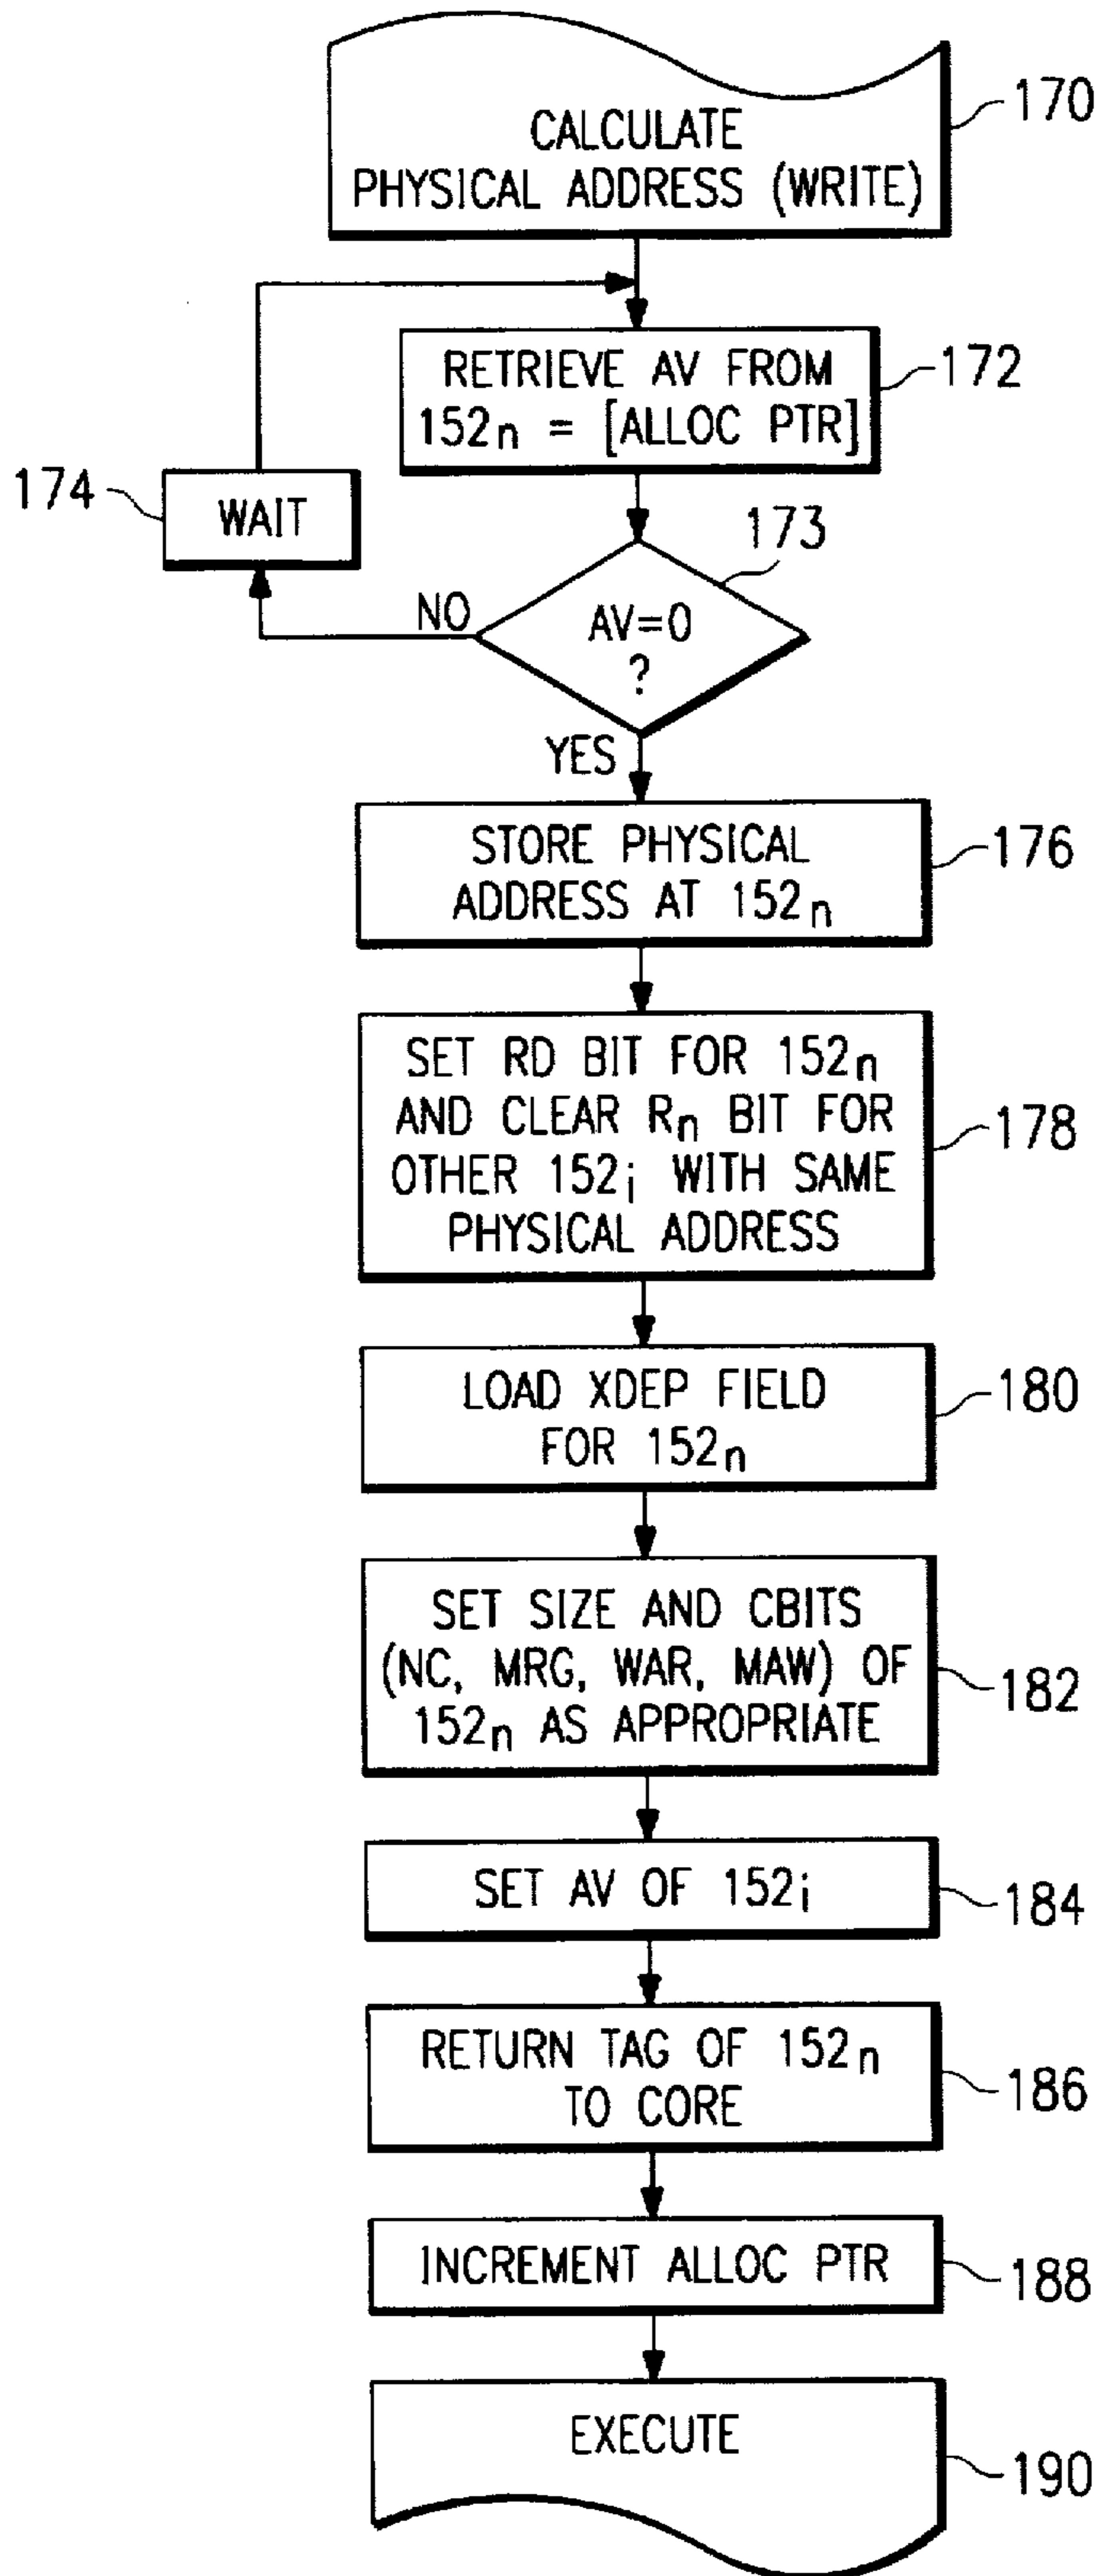 CALCULATE
PHYSICAL ADDRESS (WRITE)
170
RETRIEVE AV FROM
152n = [ALLOC PTR]
172
174
WAIT
173
NO
AV=0
?
YES
STORE PHYSICAL
ADDRESS AT 152n
176
SET RD BIT FOR 152n
AND CLEAR Rn BIT FOR
OTHER 152i WITH SAME
PHYSICAL ADDRESS
178
LOAD XDEP FIELD
FOR 152n
180
SET SIZE AND CBITS
(NC, MRG, WAR, MAW) OF
152n AS APPROPRIATE
182
SET AV OF 152i
184
RETURN TAG OF 152n
TO CORE
186
INCREMENT ALLOC PTR
188
EXECUTE
190